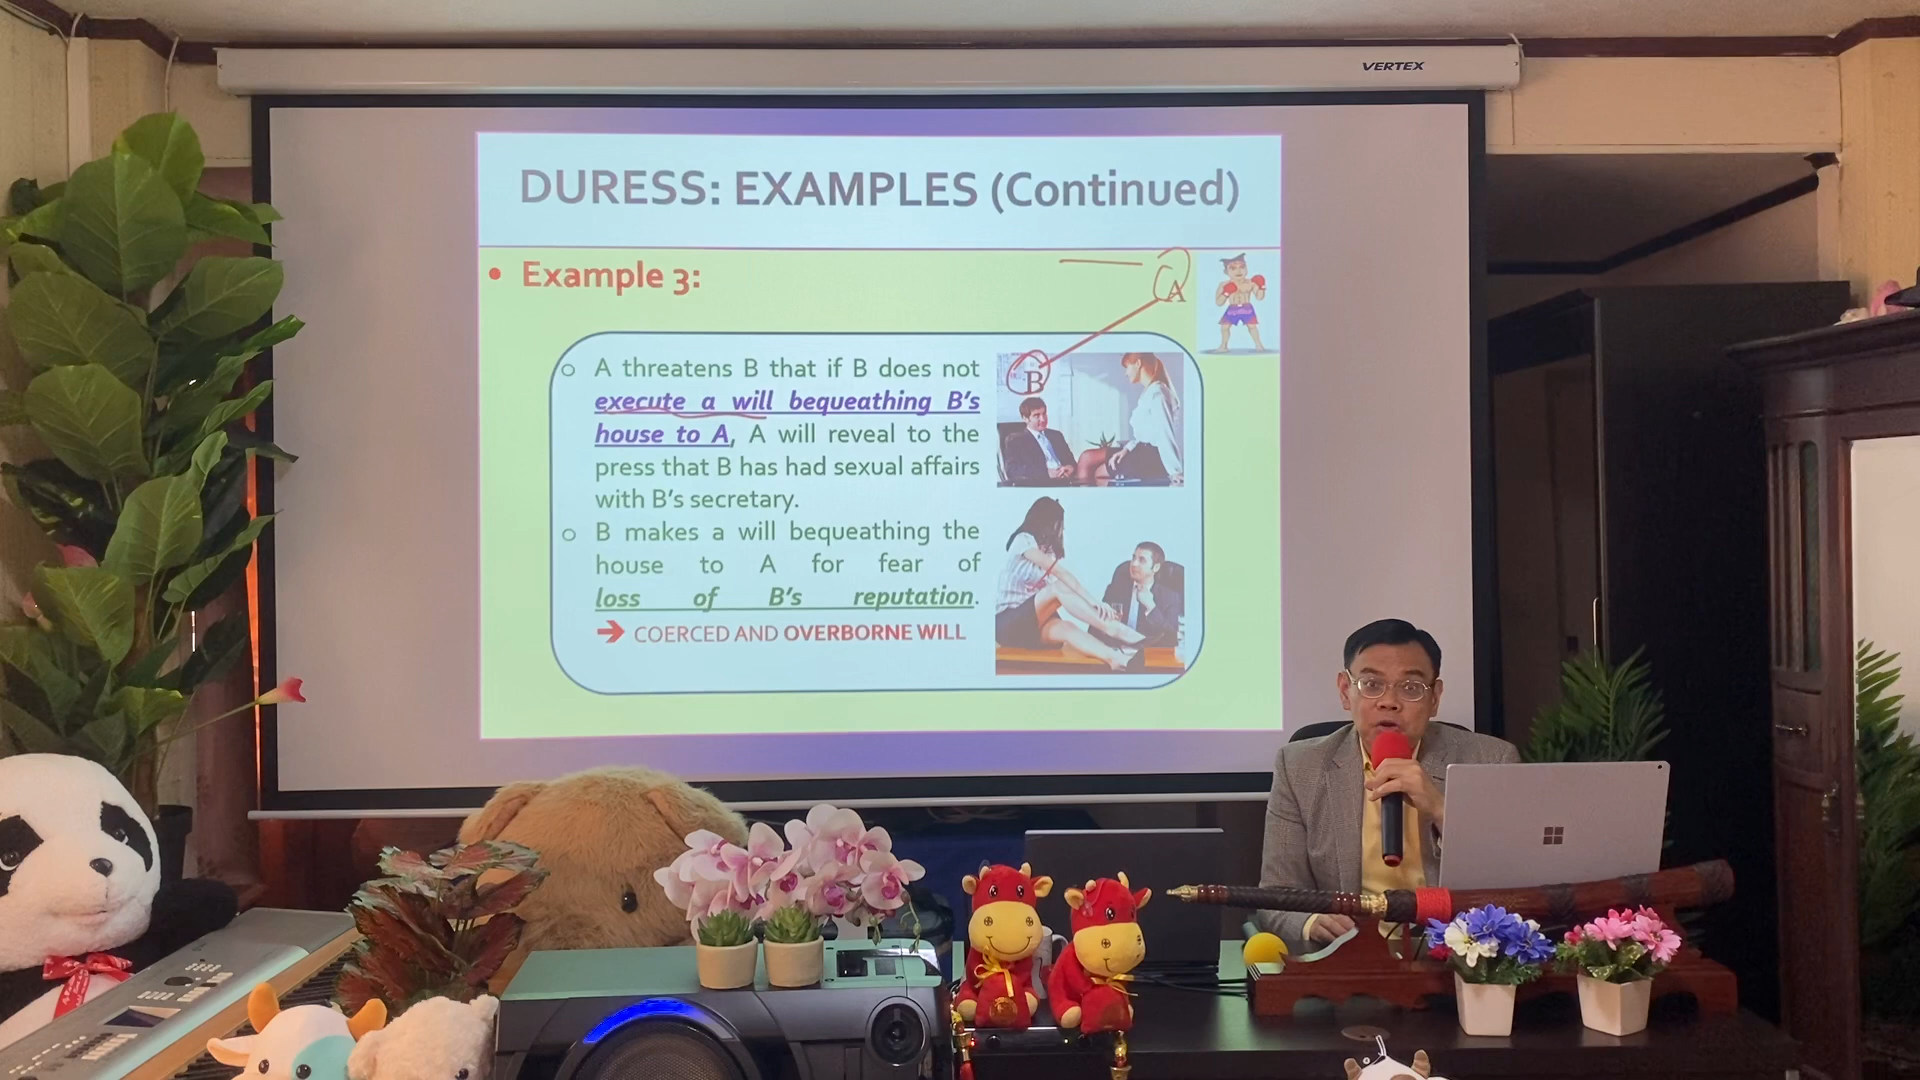 VERTEX
DURESS: EXAMPLES (Continued)
• Example 3:
A
B
o A threatens B that if B does not
execute a will bequeathing B's
house to A, A will reveal to the
press that B has had sexual affairs
with B's secretary.
o B makes a will bequeathing the
house to A for fear of
loss of B's reputation.
→ COERCED AND OVERBORNE WILL